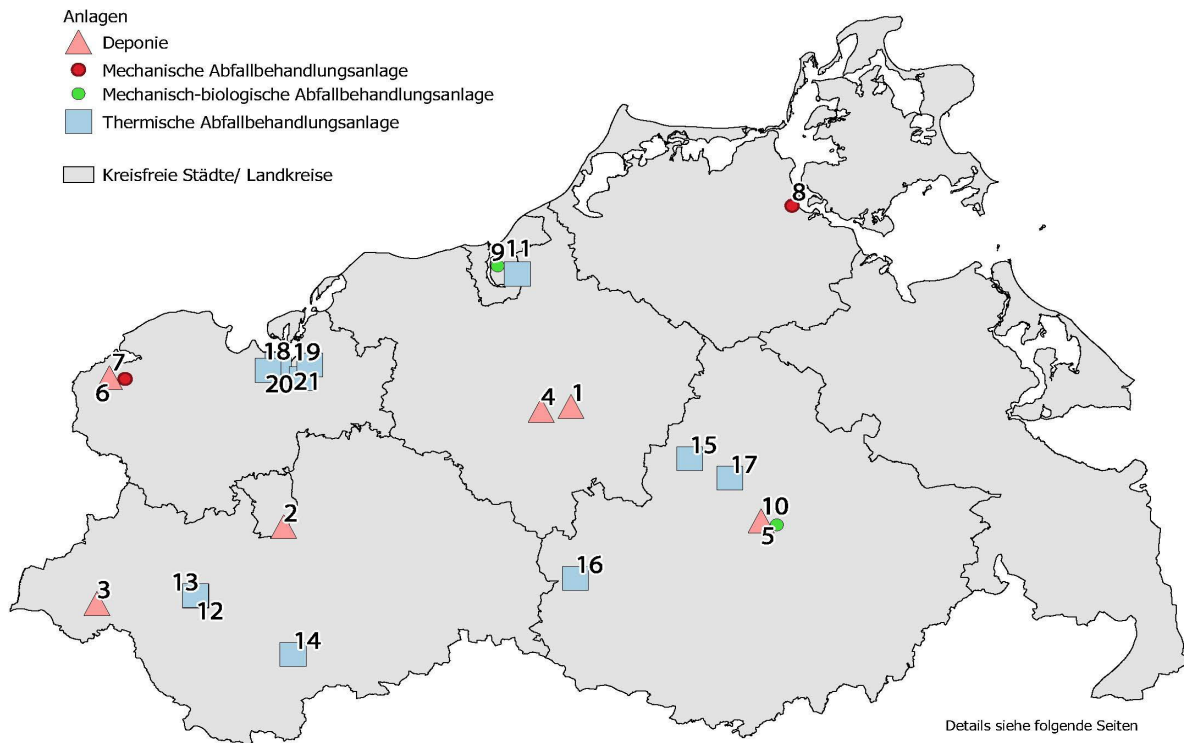 Anlagen
Deponie
Mechanische Abfallbehandlungsanlage
Mechanisch-biologische Abfallbehandlungsanlage
Thermische Abfallbehandlungsanlage
Kreisfreie Städte/ Landkreise
8
9 11
18 19
7
20 21
6
4 1
15
17
2
10
5
16
13
3
12
14
Details siehe folgende Seiten